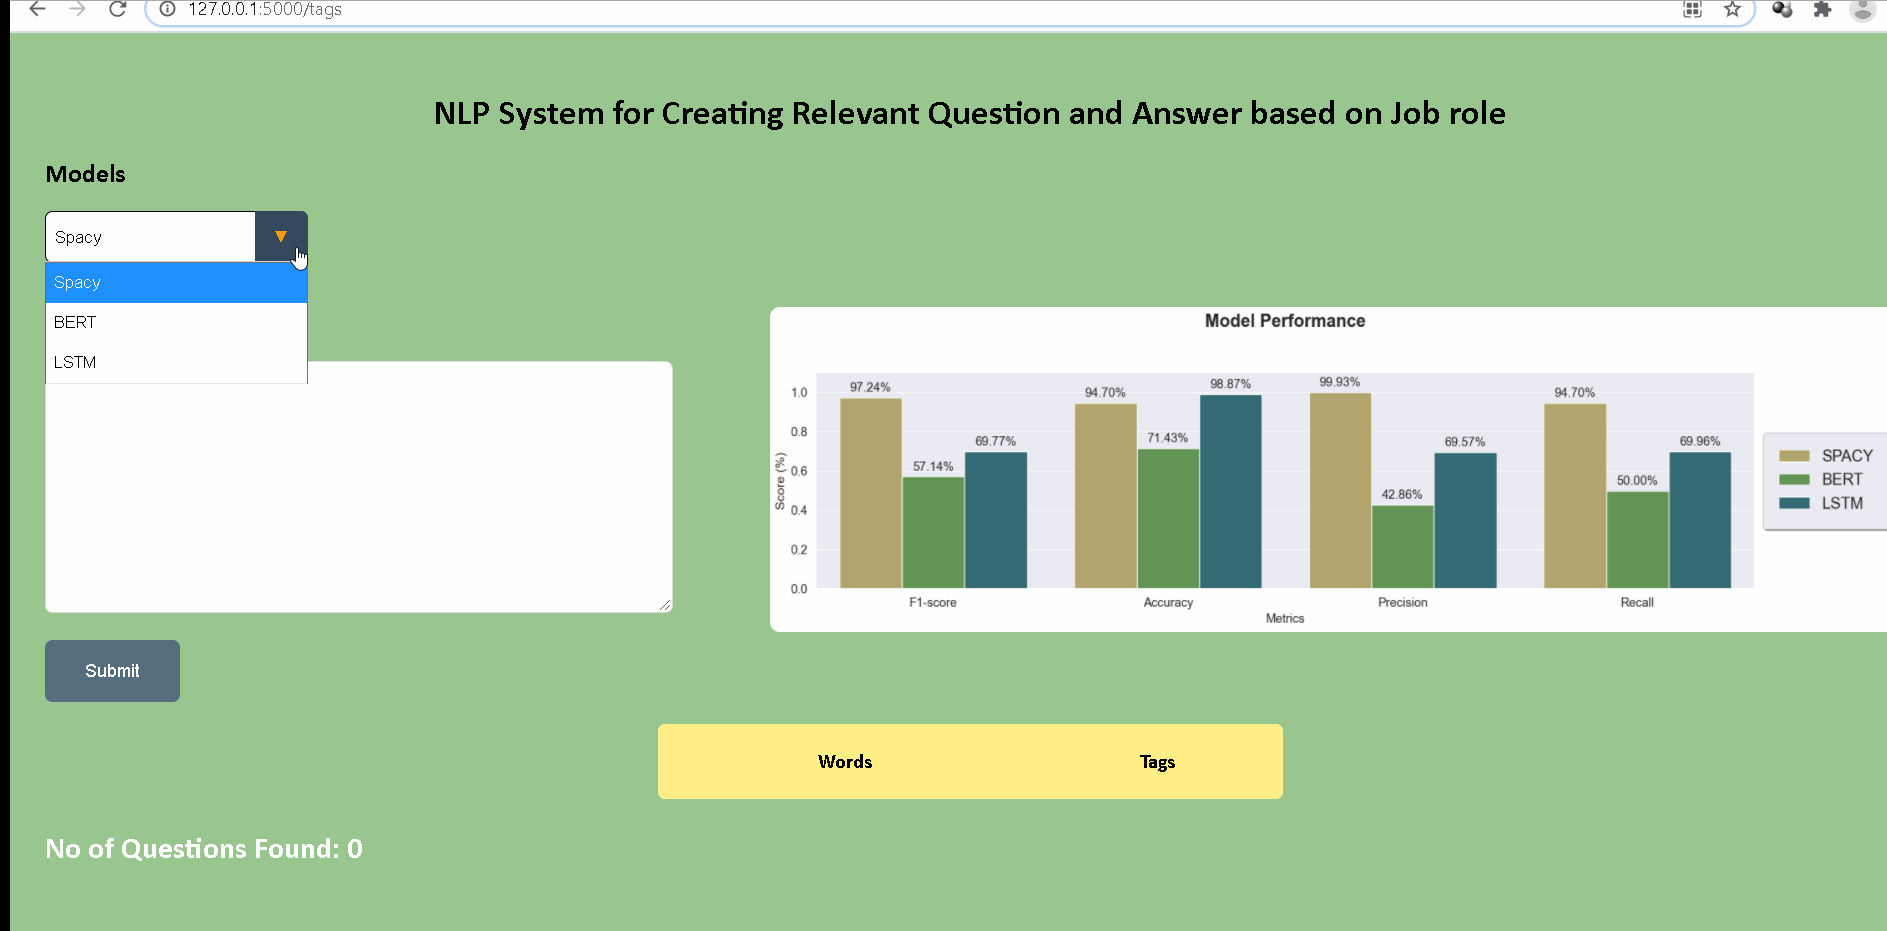 127.0.0.1:5000/tags
NLP System for Creating Relevant Question and Answer based on Job role
Models
Spacy
Spacy
BERT
LSTM
Model Performance
97.24%
57.14%
69.77%
94.70%
71.43%
98.87%
99.93%
42.86%
69.57%
94.70%
50.00%
69.96%
1.0
0.8
0.6
0.4
0.2
0.0
Score (%)
F1-score
Accuracy
Precision
Recall
Metrics
SPACY
BERT
LSTM
Submit
Words Tags
No of Questions Found: 0